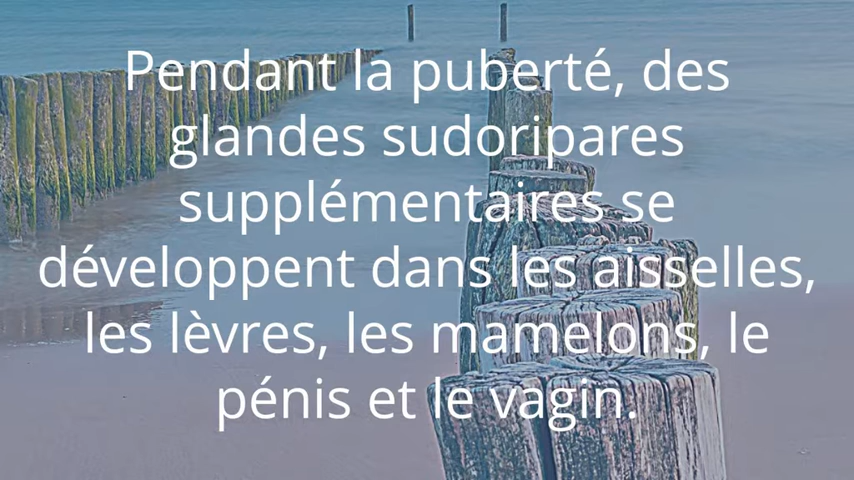 Pendant la puberté, des
glandes sudoripares
supplémentaires se
développent dans les aisselles,
les lèvres, les mamelons, le
pénis et le vagin.